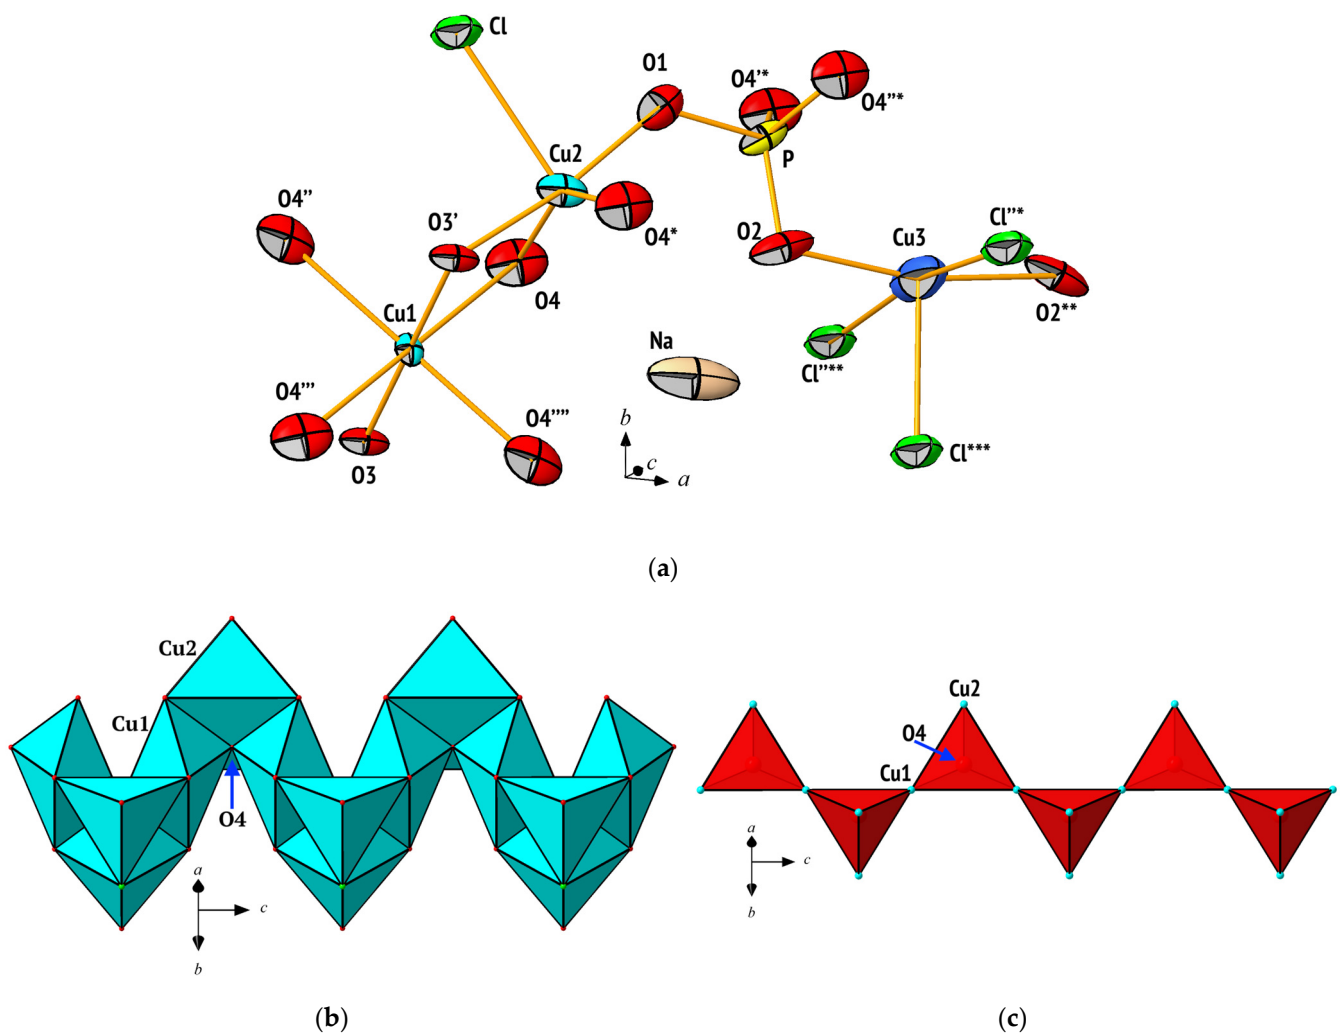 Cl
O1
O4'*
O4''*
Cu2
P
O4''
O3'
O4*
O2
Cu3
Cl''*
Cu1
O4
O2**
Na
Cl''**
O4'''
O4''''
b
Cl***
O3
c
a
(a)
Cu2
Cu1
O4
a
c
b
(b)
Cu2
O4
Cu1
a
c
b
(c)